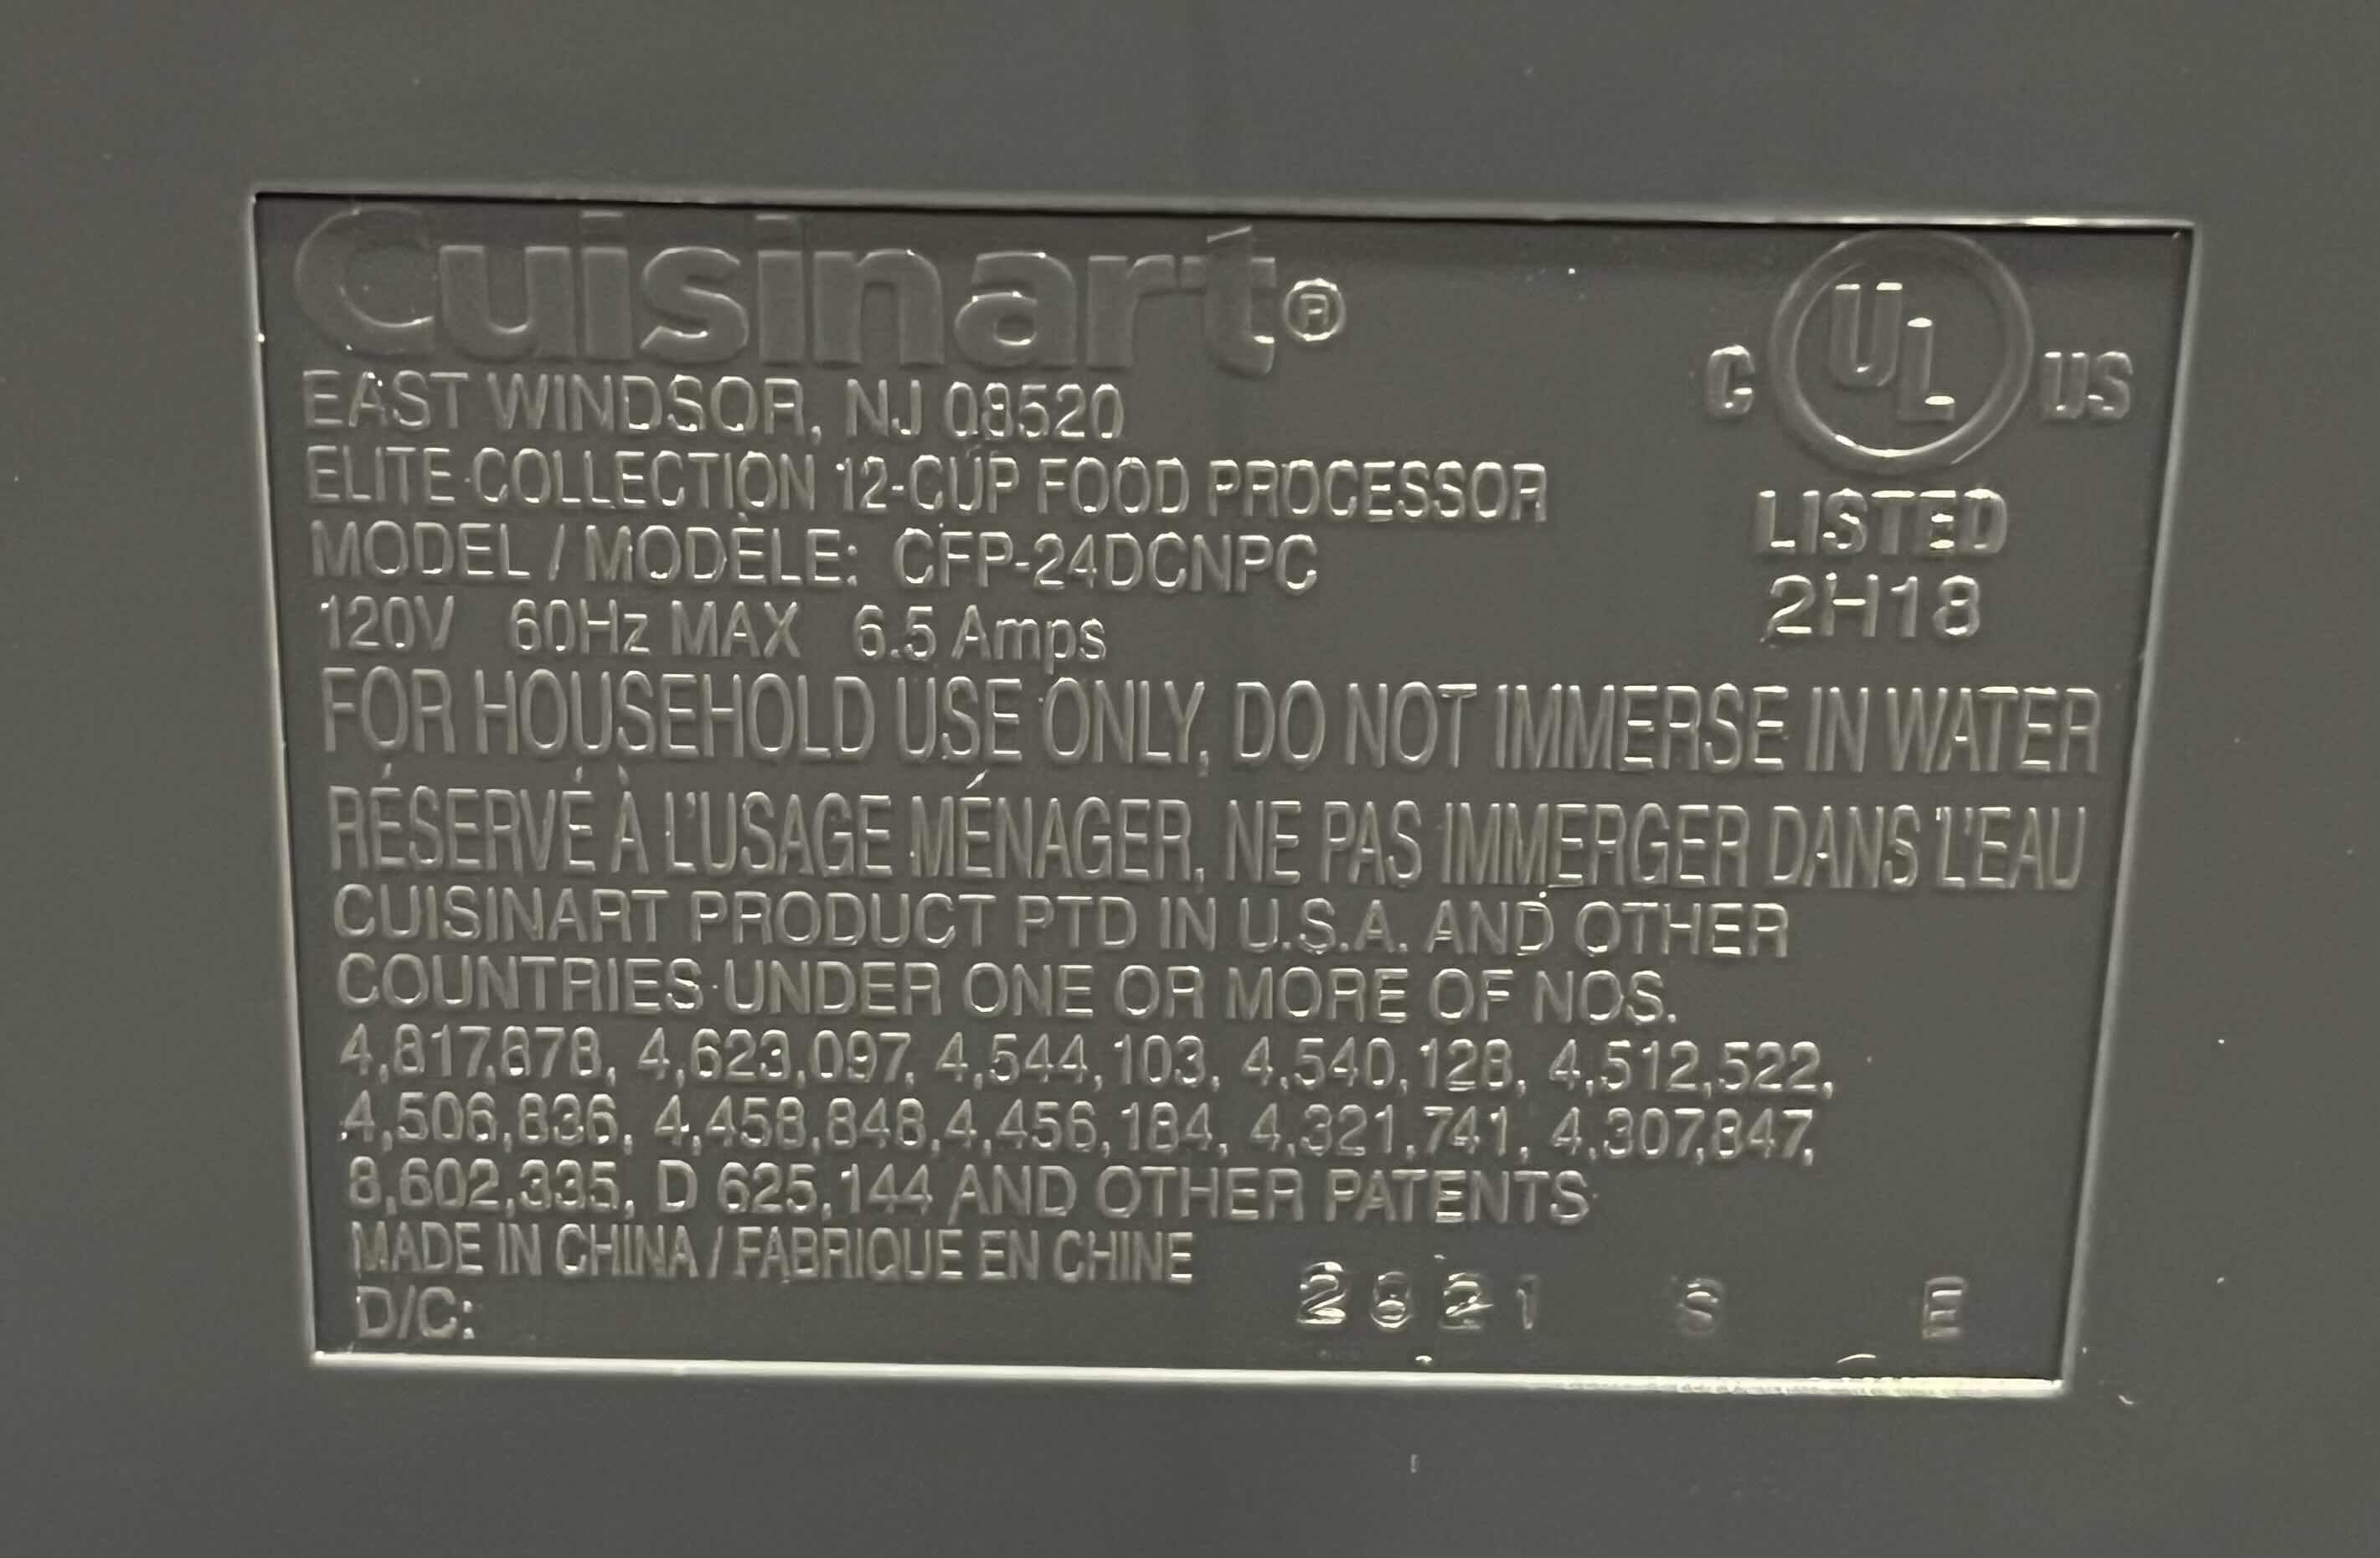 Cuisinart®
C UL US
EAST WINDSOR, NJ 08520
ELITE COLLECTION 12-CUP FOOD PROCESSOR
LISTED
MODEL / MODÈLE: CFP-24DCNPC
2H18
120V 60Hz MAX 6.5 Amps
FOR HOUSEHOLD USE ONLY, DO NOT IMMERSE IN WATER
RÉSERVÉ À L'USAGE MÉNAGER, NE PAS IMMERGER DANS L'EAU
CUISINART PRODUCT PTD IN U.S.A. AND OTHER
COUNTRIES UNDER ONE OR MORE OF NOS.
4,817,878, 4,623,097, 4,544,103, 4,540,128, 4,512,522,
4,506,836, 4,458,848,4,456,184, 4,321,741, 4,307,847,
8,602,335, D 625,144 AND OTHER PATENTS
MADE IN CHINA / FABRIQUÉ EN CHINE
D/C: S E